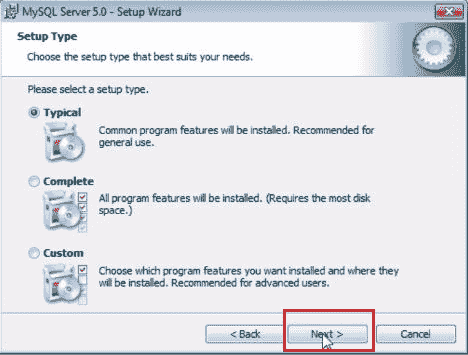 MySQL Server 5.0 - Setup Wizard
Setup Type
Choose the setup type that best suits your needs.
Please select a setup type.
Typical
Common program features will be installed. Recommended for
general use.
Complete
All program features will be installed. (Requires the most disk
space.)
Custom
Choose which program features you want installed and where they
will be installed. Recommended for advanced users.
< Back Next > Cancel